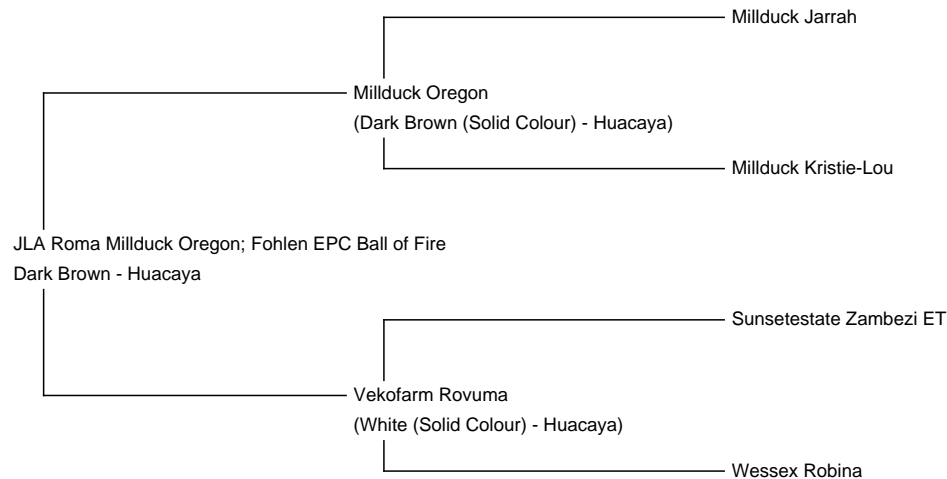 Millduck Jarrah
Millduck Oregon
(Dark Brown (Solid Colour) - Huacaya)
Millduck Kristie-Lou
JLA Roma Millduck Oregon; Fohlen EPC Ball of Fire
Dark Brown - Huacaya
Sunsetestate Zambezi ET
Vekofarm Rovuma
(White (Solid Colour) - Huacaya)
Wessex Robina